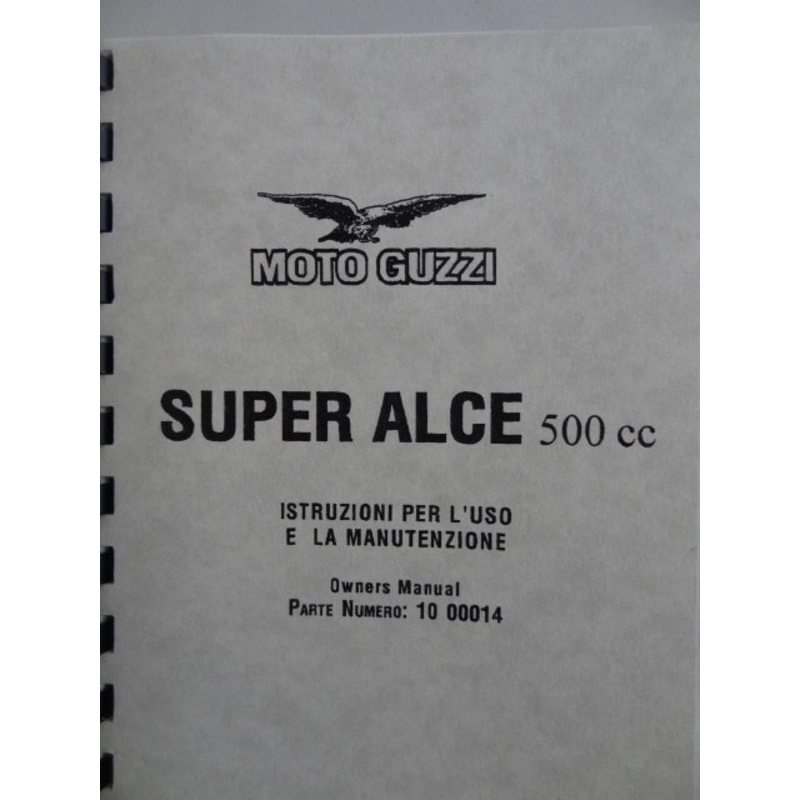 MOTO GUZZI
SUPER ALCE 500 cc
ISTRUZIONI PER L'USO
E LA MANUTENZIONE
Owners Manual
PARTE NUMERO: 10 00014